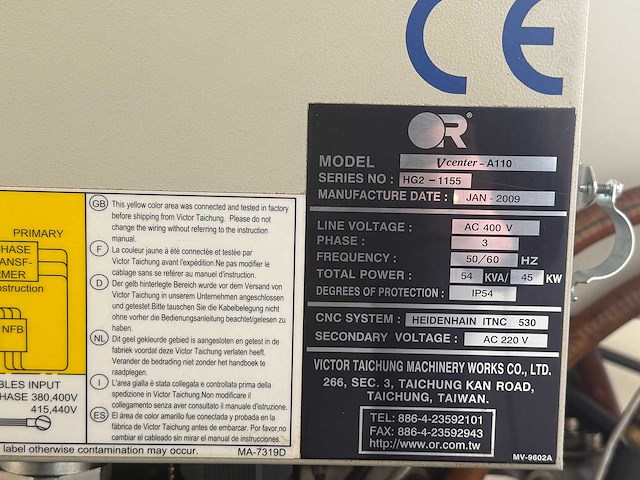 CE
OR®
MODEL Vcenter - A110
SERIES NO : HG2 - 1155
MANUFACTURE DATE : JAN - 2009
LINE VOLTAGE : AC 400 V
PHASE : 3
FREQUENCY : 50/60 HZ
TOTAL POWER : 54 KVA/ 45 KW
DEGREES OF PROTECTION : IP54
CNC SYSTEM : HEIDENHAIN ITNC 530
SECONDARY VOLTAGE : AC 220 V
VICTOR TAICHUNG MACHINERY WORKS CO., LTD.
266, SEC. 3, TAICHUNG KAN ROAD,
TAICHUNG, TAIWAN.
TEL: 886-4-23592101
FAX: 886-4-23592943
http://www.or.com.tw
MV-9602A
PRIMARY
PHASE
TRANSF-
RMER
nstruction
NFB
BLES INPUT
HASE 380,400V
415,440V
GB This yellow color area was connected and tested in factory
before shipping from Victor Taichung . Please do not
change the wiring without referring to the instruction
manual.
F La couleur jaune à été connectée et testée par
Victor Taichung avant l'expédition.Ne pas modifier le
cablage sans se referer au manuel d'instruction.
D Der gelb hinterlegte Bereich wurde vor dem Versand von
Victor Taichung in unserem Unternehmen angeschlossen
und getestet.Bitte tauschen Sie die Kabelbelegung nicht
ohne vorher die Bedienungsanleitung beachtet/gelesen zu
haben.
NL Dit geel gekleurde gebied is aangesloten en getest in de
fabriek voordat deze Victor Taichung verlaten heeft.
Verander de bedrading niet zonder het handboek te
raadplegen.
I L'area gialla è stata collegata e controllata prima della
spedizione in Victor Taichung.Non modificare il
collegamento senza aver consultato il manuale d'istruzione.
ES El área de color amarillo fue conectada y probada en la
fábrica de Victor Taichung antes de embarcar. Por favor,no
cambiar el cableado sin mirar el manual de instrucciones.
label otherwise contamination may occur. MA-7319D